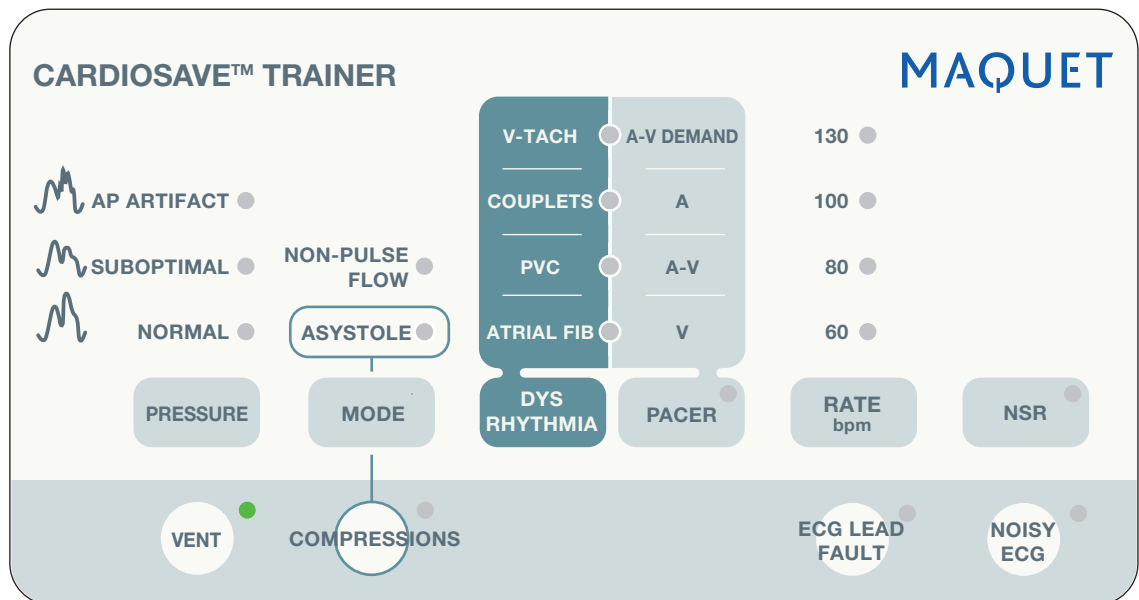 CARDIOSAVE™ TRAINER
MAQUET
V-TACH
A-V DEMAND
130
AP ARTIFACT
COUPLETS
A
100
SUBOPTIMAL
NON-PULSE
FLOW
PVC
A-V
80
NORMAL
ASYSTOLE
ATRIAL FIB
V
60
PRESSURE
MODE
DYS
RHYTHMIA
PACER
RATE
bpm
NSR
VENT
COMPRESSIONS
ECG LEAD
FAULT
NOISY
ECG